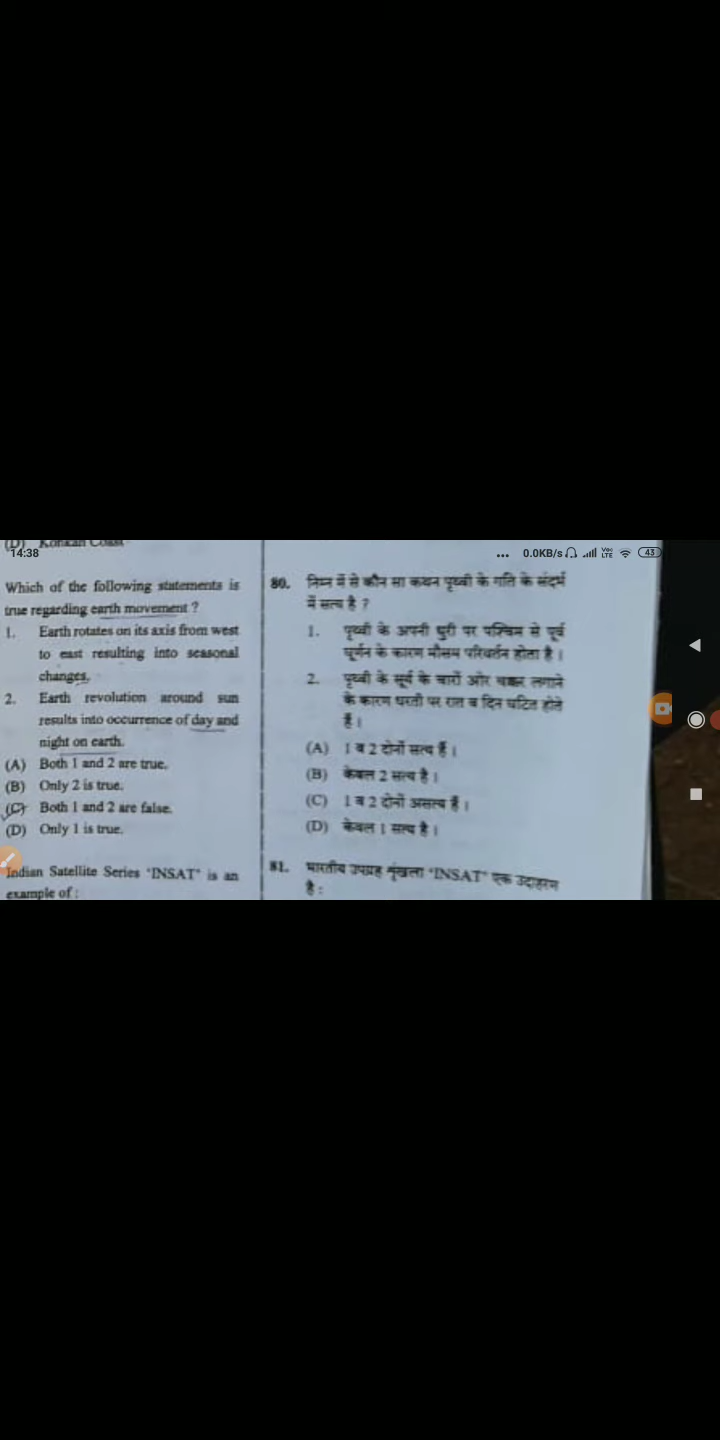 (D) Konkan Coast
14:38
... 0.0KB/s Vo LTE 43
Which of the following statements is
true regarding earth movement ?
1. Earth rotates on its axis from west
to east resulting into seasonal
changes.
2. Earth revolution around sun
results into occurrence of day and
night on earth.
(A) Both 1 and 2 are true.
(B) Only 2 is true.
(C) Both 1 and 2 are false.
(D) Only 1 is true.
Indian Satellite Series 'INSAT' is an
example of :
80. निम्न में से कौन सा कथन पृथ्वी के गति के संदर्भ
में सत्य है ?
1. पृथ्वी के अपनी धुरी पर पश्चिम से पूर्व
घूर्णन के कारण मौसम परिवर्तन होता है ।
2. पृथ्वी के सूर्य के चारों ओर चक्कर लगाने
के कारण धरती पर रात व दिन घटित होते
हैं ।
(A) 1 व 2 दोनों सत्य हैं ।
(B) केवल 2 सत्य है ।
(C) 1 व 2 दोनों असत्य हैं ।
(D) केवल 1 सत्य है ।
81. भारतीय उपग्रह शृंखला 'INSAT' एक उदाहरण
है :